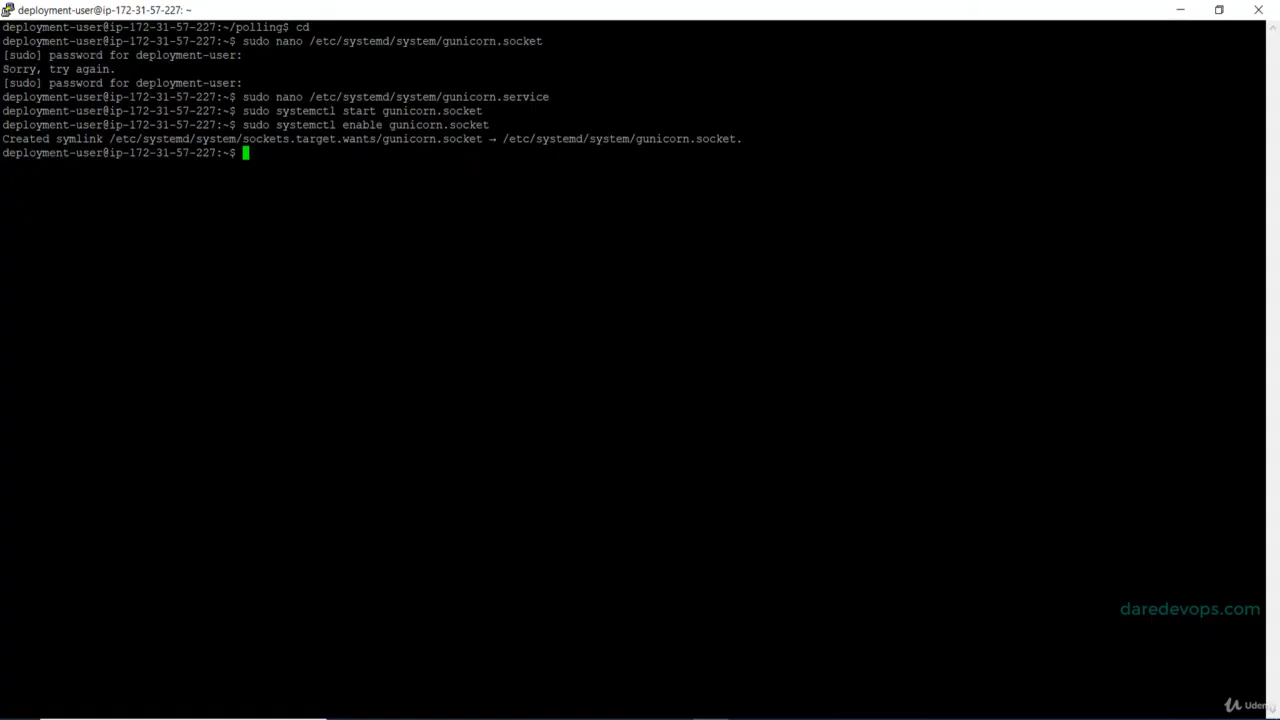 deployment-user@ip-172-31-57-227: ~
deployment-user@ip-172-31-57-227:~/polling$ cd
deployment-user@ip-172-31-57-227:~$ sudo nano /etc/systemd/system/gunicorn.socket
[sudo] password for deployment-user:
Sorry, try again.
[sudo] password for deployment-user:
deployment-user@ip-172-31-57-227:~$ sudo nano /etc/systemd/system/gunicorn.service
deployment-user@ip-172-31-57-227:~$ sudo systemctl start gunicorn.socket
deployment-user@ip-172-31-57-227:~$ sudo systemctl enable gunicorn.socket
Created symlink /etc/systemd/system/sockets.target.wants/gunicorn.socket → /etc/systemd/system/gunicorn.socket.
deployment-user@ip-172-31-57-227:~$
daredevops.com
Udemy